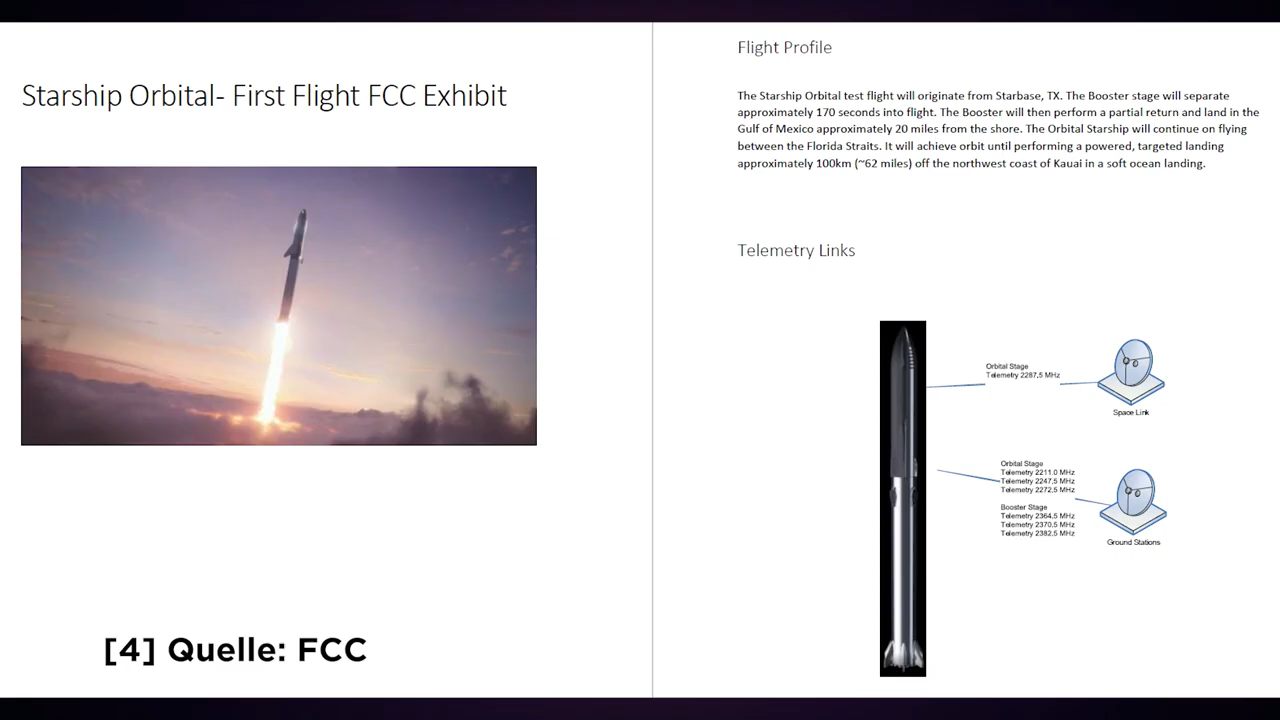 Starship Orbital- First Flight FCC Exhibit
[4] Quelle: FCC
Flight Profile
The Starship Orbital test flight will originate from Starbase, TX. The Booster stage will separate
approximately 170 seconds into flight. The Booster will then perform a partial return and land in the
Gulf of Mexico approximately 20 miles from the shore. The Orbital Starship will continue on flying
between the Florida Straits. It will achieve orbit until performing a powered, targeted landing
approximately 100km (~62 miles) off the northwest coast of Kauai in a soft ocean landing.
Telemetry Links
Orbital Stage
Telemetry 2287,5 MHz
Space Link
Orbital Stage
Telemetry 2211.0 MHz
Telemetry 2247,5 MHz
Telemetry 2272,5 MHz
Booster Stage
Telemetry 2364,5 MHz
Telemetry 2370,5 MHz
Telemetry 2382,5 MHz
Ground Stations